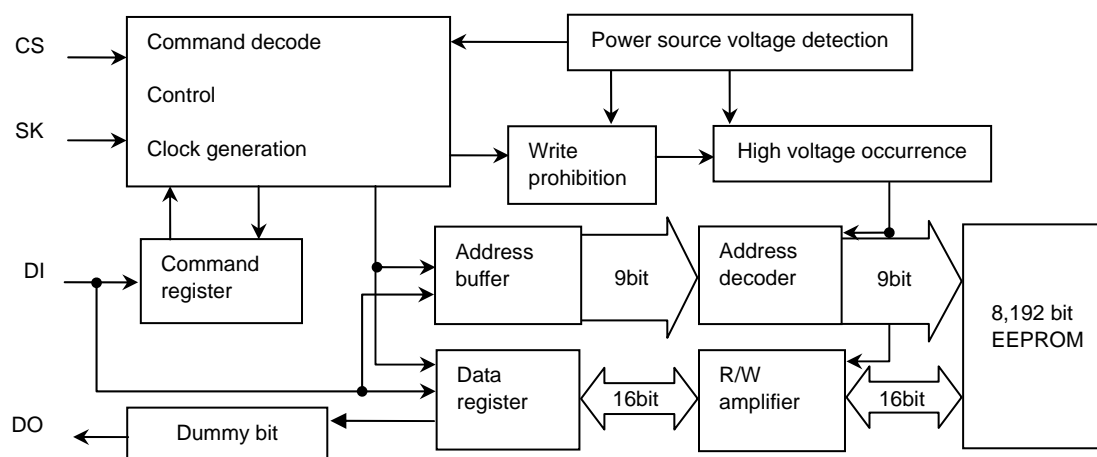 CS
Command decode
Power source voltage detection
Control
SK
Clock generation
Write
prohibition
High voltage occurrence
DI
Command
register
Address
buffer
9bit
Address
decoder
9bit
8,192 bit
EEPROM
Data
register
16bit
R/W
amplifier
16bit
DO
Dummy bit